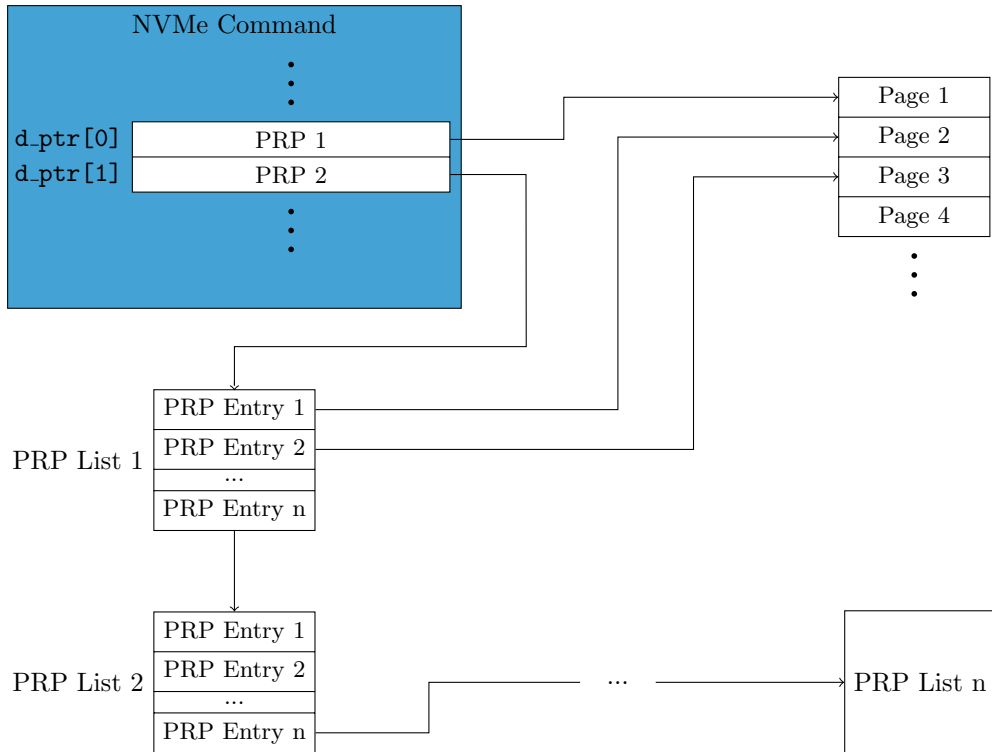 NVMe Command
d_ptr[0] PRP 1
d_ptr[1] PRP 2
Page 1
Page 2
Page 3
Page 4
PRP List 1
PRP Entry 1
PRP Entry 2
...
PRP Entry n
PRP List 2
PRP Entry 1
PRP Entry 2
...
PRP Entry n
...
PRP List n